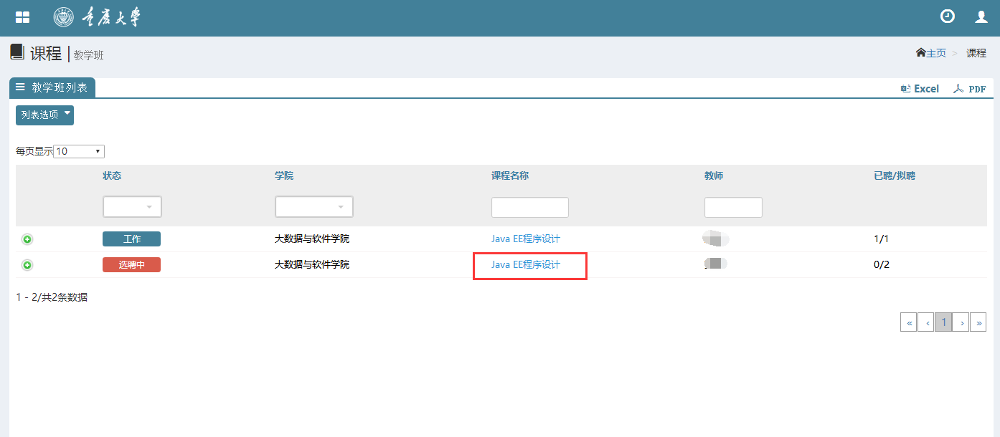 重庆大学
课程 | 教学班
主页 > 课程
教学班列表
Excel PDF
列表选项
每页显示 10
状态 学院 课程名称 教师 已聘/拟聘
工作 大数据与软件学院 Java EE程序设计 1/1
选聘中 大数据与软件学院 Java EE程序设计 0/2
1 - 2/共2条数据
« ‹ 1 › »